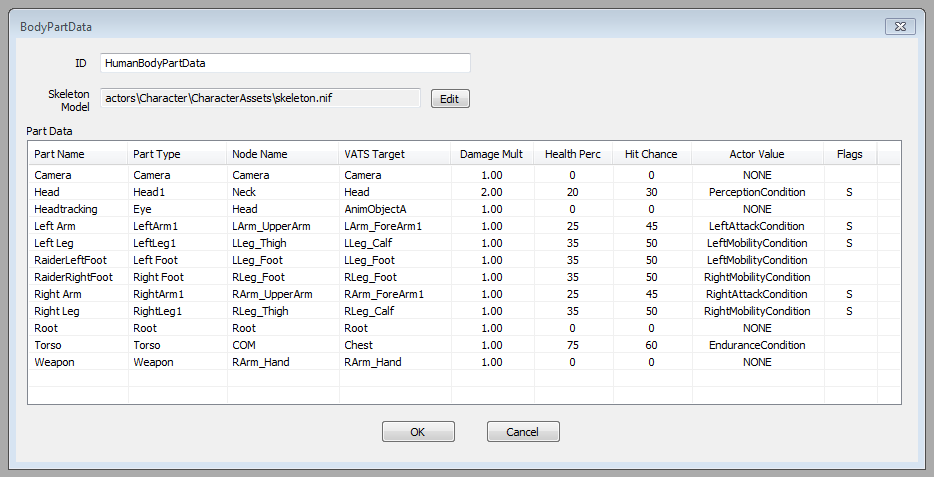 BodyPartData
ID HumanBodyPartData
Skeleton Model actors\Character\CharacterAssets\skeleton.nif Edit
Part Data
Part Name Part Type Node Name VATS Target Damage Mult Health Perc Hit Chance Actor Value Flags
Camera Camera Camera Camera 1.00 0 0 NONE
Head Head1 Neck Head 2.00 20 30 PerceptionCondition S
Headtracking Eye Head AnimObjectA 1.00 0 0 NONE
Left Arm LeftArm1 LArm_UpperArm LArm_ForeArm1 1.00 25 45 LeftAttackCondition S
Left Leg LeftLeg1 LLeg_Thigh LLeg_Calf 1.00 35 50 LeftMobilityCondition S
RaiderLeftFoot Left Foot LLeg_Foot LLeg_Foot 1.00 35 50 LeftMobilityCondition
RaiderRightFoot Right Foot RLeg_Foot RLeg_Foot 1.00 35 50 RightMobilityCondition
Right Arm RightArm1 RArm_UpperArm RArm_ForeArm1 1.00 25 45 RightAttackCondition S
Right Leg RightLeg1 RLeg_Thigh RLeg_Calf 1.00 35 50 RightMobilityCondition S
Root Root Root Root 1.00 0 0 NONE
Torso Torso COM Chest 1.00 75 60 EnduranceCondition
Weapon Weapon RArm_Hand RArm_Hand 1.00 0 0 NONE
OK Cancel